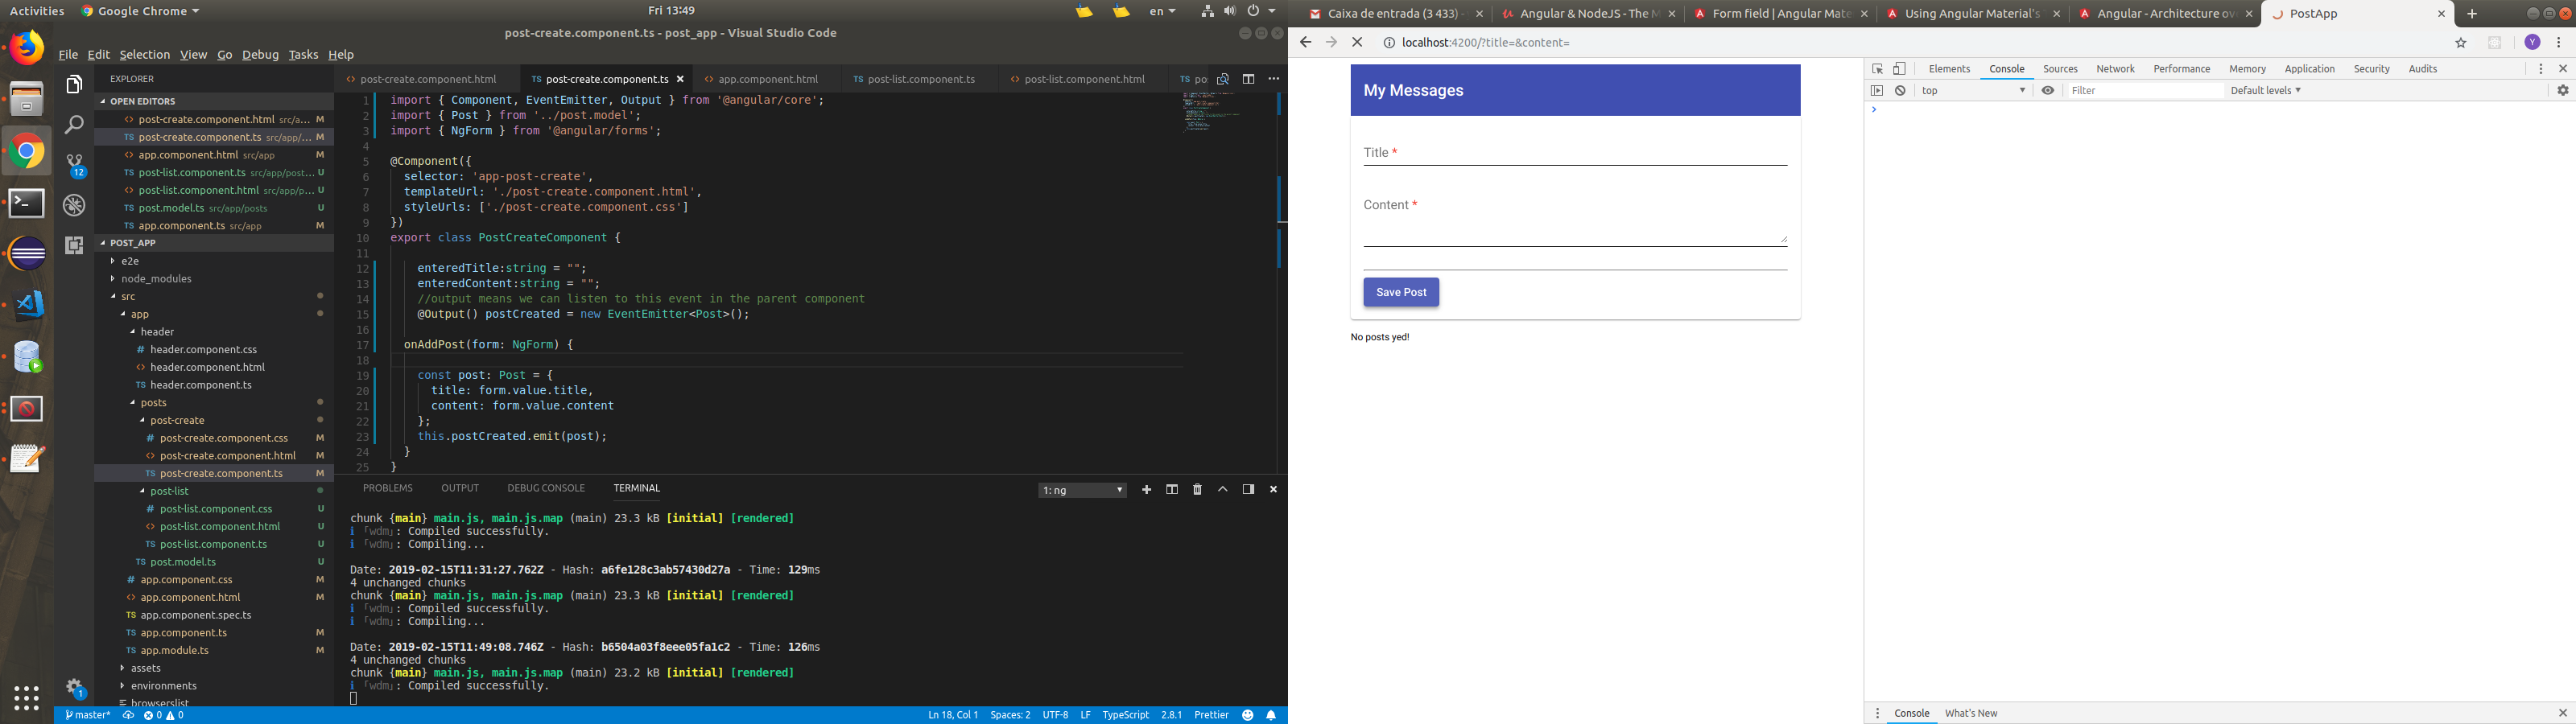 Activities
Google Chrome
Fri 13:49
en
post-create.component.ts - post_app - Visual Studio Code
File Edit Selection View Go Debug Tasks Help
EXPLORER
OPEN EDITORS
post-create.component.html src/a... M
post-create.component.ts src/app/... M
app.component.html src/app M
post-list.component.ts src/app/post... U
post-list.component.html src/app/p... U
post.model.ts src/app/posts U
app.component.ts src/app M
POST_APP
e2e
node_modules
src
app
header
header.component.css
header.component.html
header.component.ts
posts
post-create
post-create.component.css M
post-create.component.html M
post-create.component.ts M
post-list
post-list.component.css U
post-list.component.html U
post-list.component.ts U
post.model.ts U
app.component.css M
app.component.html M
app.component.spec.ts
app.component.ts M
app.module.ts M
assets
environments
browserslist
12
1
post-create.component.html
post-create.component.ts
app.component.html
post-list.component.ts
post-list.component.html
po
1 import { Component, EventEmitter, Output } from '@angular/core';
2 import { Post } from '../post.model';
3 import { NgForm } from '@angular/forms';
4
5 @Component({
6 selector: 'app-post-create',
7 templateUrl: './post-create.component.html',
8 styleUrls: ['./post-create.component.css']
9 })
10 export class PostCreateComponent {
11
12 enteredTitle:string = "";
13 enteredContent:string = "";
14 //output means we can listen to this event in the parent component
15 @Output() postCreated = new EventEmitter<Post>();
16
17 onAddPost(form: NgForm) {
18
19 const post: Post = {
20 title: form.value.title,
21 content: form.value.content
22 };
23 this.postCreated.emit(post);
24 }
25 }
PROBLEMS OUTPUT DEBUG CONSOLE TERMINAL
1: ng
chunk {main} main.js, main.js.map (main) 23.3 kB [initial] [rendered]
ℹ ｢wdm｣: Compiled successfully.
ℹ ｢wdm｣: Compiling...
Date: 2019-02-15T11:31:27.762Z - Hash: a6fe128c3ab57430d27a - Time: 129ms
4 unchanged chunks
chunk {main} main.js, main.js.map (main) 23.3 kB [initial] [rendered]
ℹ ｢wdm｣: Compiled successfully.
ℹ ｢wdm｣: Compiling...
Date: 2019-02-15T11:49:08.746Z - Hash: b6504a03f8eee05fa1c2 - Time: 126ms
4 unchanged chunks
chunk {main} main.js, main.js.map (main) 23.2 kB [initial] [rendered]
ℹ ｢wdm｣: Compiled successfully.
master* 0 0
Ln 18, Col 1 Spaces: 2 UTF-8 LF TypeScript 2.8.1 Prettier
Caixa de entrada (3 433) -
Angular & NodeJS - The M
Form field | Angular Mate
Using Angular Material's
Angular - Architecture ov
PostApp
localhost:4200/?title=&content=
Y
My Messages
Title *
Content *
Save Post
No posts yed!
Elements Console Sources Network Performance Memory Application Security Audits
top Filter Default levels
Console What's New